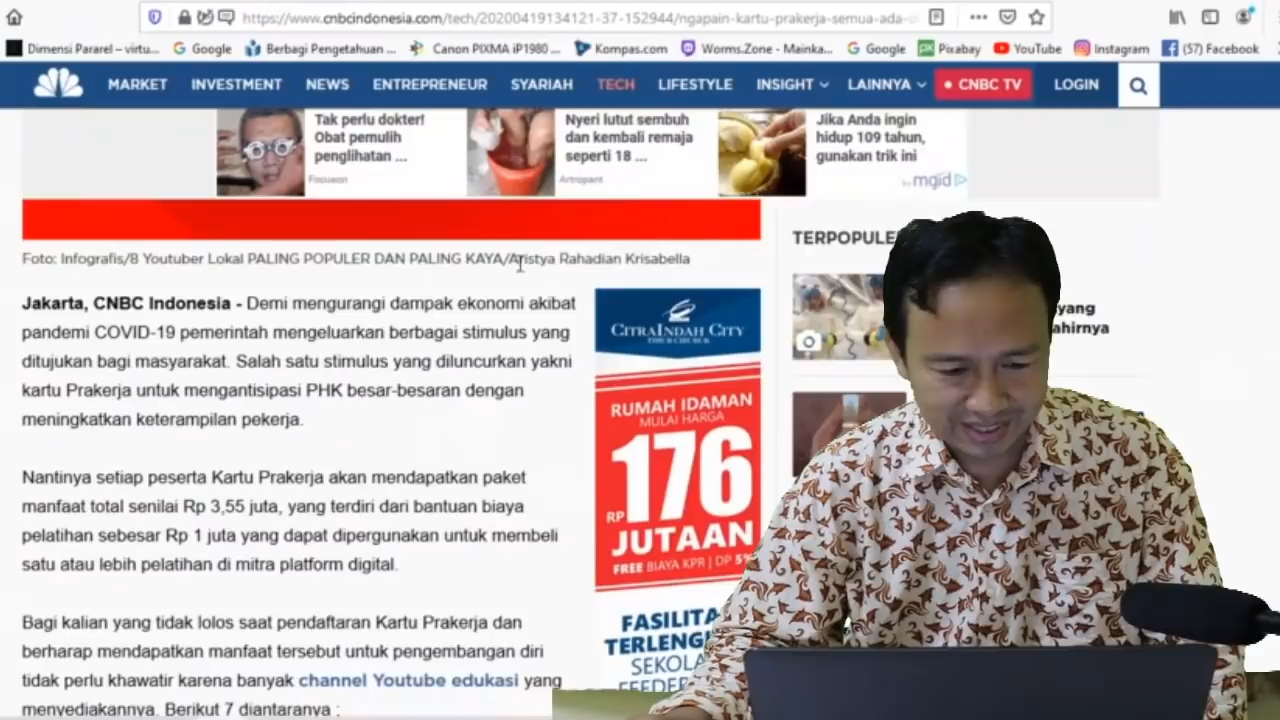 https://www.cnbcindonesia.com/tech/20200419134121-37-152944/ngapain-kartu-prakerja-semua-ada-d
Dimensi Pararel – virtu...
Google
Berbagi Pengetahuan ...
Canon PIXMA iP1980 ...
Kompas.com
Worms.Zone - Mainka...
Google
Pixabay
YouTube
Instagram
(57) Facebook
MARKET
INVESTMENT
NEWS
ENTREPRENEUR
SYARIAH
TECH
LIFESTYLE
INSIGHT
LAINNYA
CNBC TV
LOGIN
Tak perlu dokter!
Obat pemulih
penglihatan ...
Focuseon
Nyeri lutut sembuh
dan kembali remaja
seperti 18 ...
Artropant
Jika Anda ingin
hidup 109 tahun,
gunakan trik ini
by mgid
Foto: Infografis/8 Youtuber Lokal PALING POPULER DAN PALING KAYA/Aristya Rahadian Krisabella
Jakarta, CNBC Indonesia - Demi mengurangi dampak ekonomi akibat
pandemi COVID-19 pemerintah mengeluarkan berbagai stimulus yang
ditujukan bagi masyarakat. Salah satu stimulus yang diluncurkan yakni
kartu Prakerja untuk mengantisipasi PHK besar-besaran dengan
meningkatkan keterampilan pekerja.
Nantinya setiap peserta Kartu Prakerja akan mendapatkan paket
manfaat total senilai Rp 3,55 juta, yang terdiri dari bantuan biaya
pelatihan sebesar Rp 1 juta yang dapat dipergunakan untuk membeli
satu atau lebih pelatihan di mitra platform digital.
Bagi kalian yang tidak lolos saat pendaftaran Kartu Prakerja dan
berharap mendapatkan manfaat tersebut untuk pengembangan diri
tidak perlu khawatir karena banyak channel Youtube edukasi yang
menyediakannya. Berikut 7 diantaranya :
CITRAINDAH CITY
RUMAH IDAMAN
MULAI HARGA
RP 176
JUTAAN
FREE BIAYA KPR | DP 5%
FASILITA
TERLENG
SEKOLA
TERPOPULE
yang
ahirnya